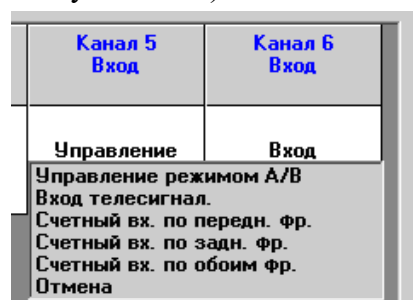 Канал 5 Канал 6
Вход Вход
Управление Вход
Управление режимом А/В
Вход телесигнал.
Счетный вх. по передн. фр.
Счетный вх. по задн. фр.
Счетный вх. по обоим фр.
Отмена